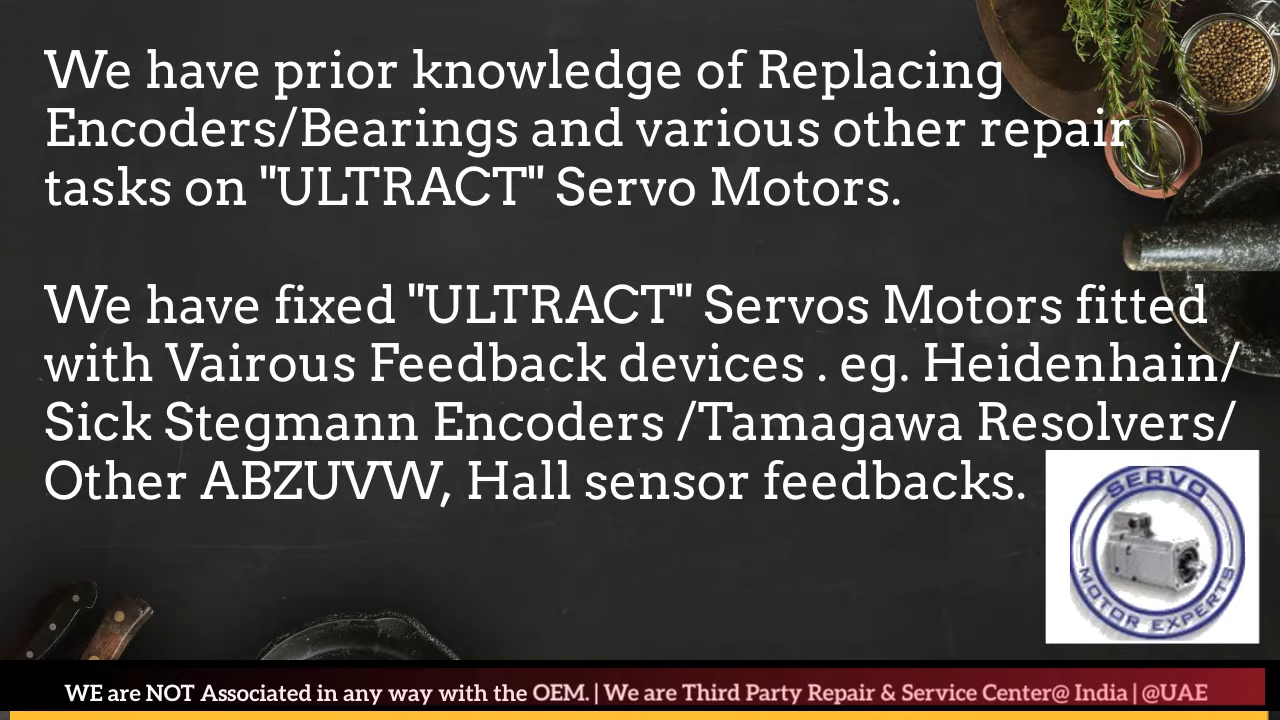 We have prior knowledge of Replacing
Encoders/Bearings and various other repair
tasks on "ULTRACT" Servo Motors.
We have fixed "ULTRACT" Servos Motors fitted
with Vairous Feedback devices . eg. Heidenhain/
Sick Stegmann Encoders /Tamagawa Resolvers/
Other ABZUVW, Hall sensor feedbacks.
SERVO
MOTOR EXPERTS
WE are NOT Associated in any way with the OEM. | We are Third Party Repair & Service Center@ India | @UAE